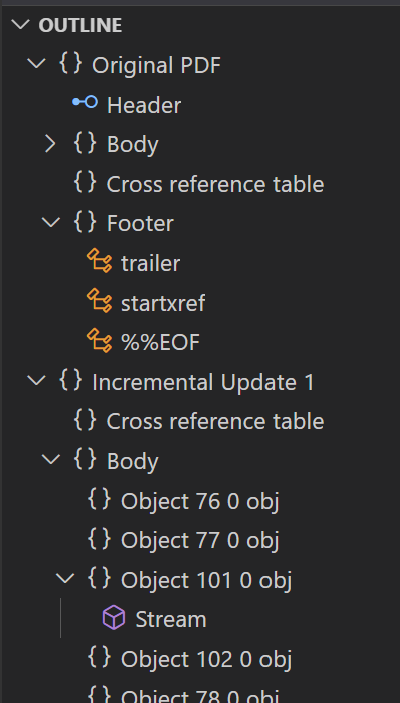 OUTLINE
{} Original PDF
Header
{} Body
{} Cross reference table
{} Footer
trailer
startxref
%%EOF
{} Incremental Update 1
{} Cross reference table
{} Body
{} Object 76 0 obj
{} Object 77 0 obj
{} Object 101 0 obj
Stream
{} Object 102 0 obj
{} Object 78 0 obj